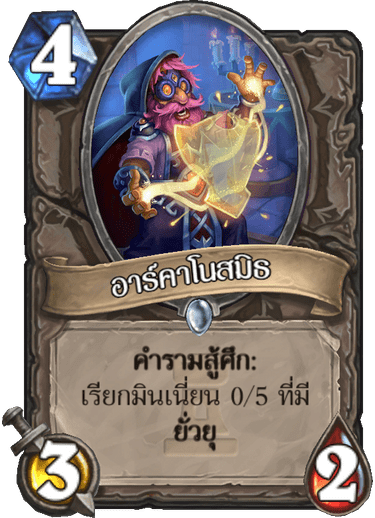 4
อาร์คาโนสมิธ
คำรามสู้ศึก:
เรียกมินเนี่ยน 0/5 ที่มี
ยั่วยุ
3
2